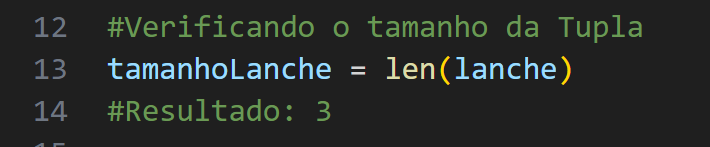 12 #Verificando o tamanho da Tupla
13 tamanhoLanche = len(lanche)
14 #Resultado: 3